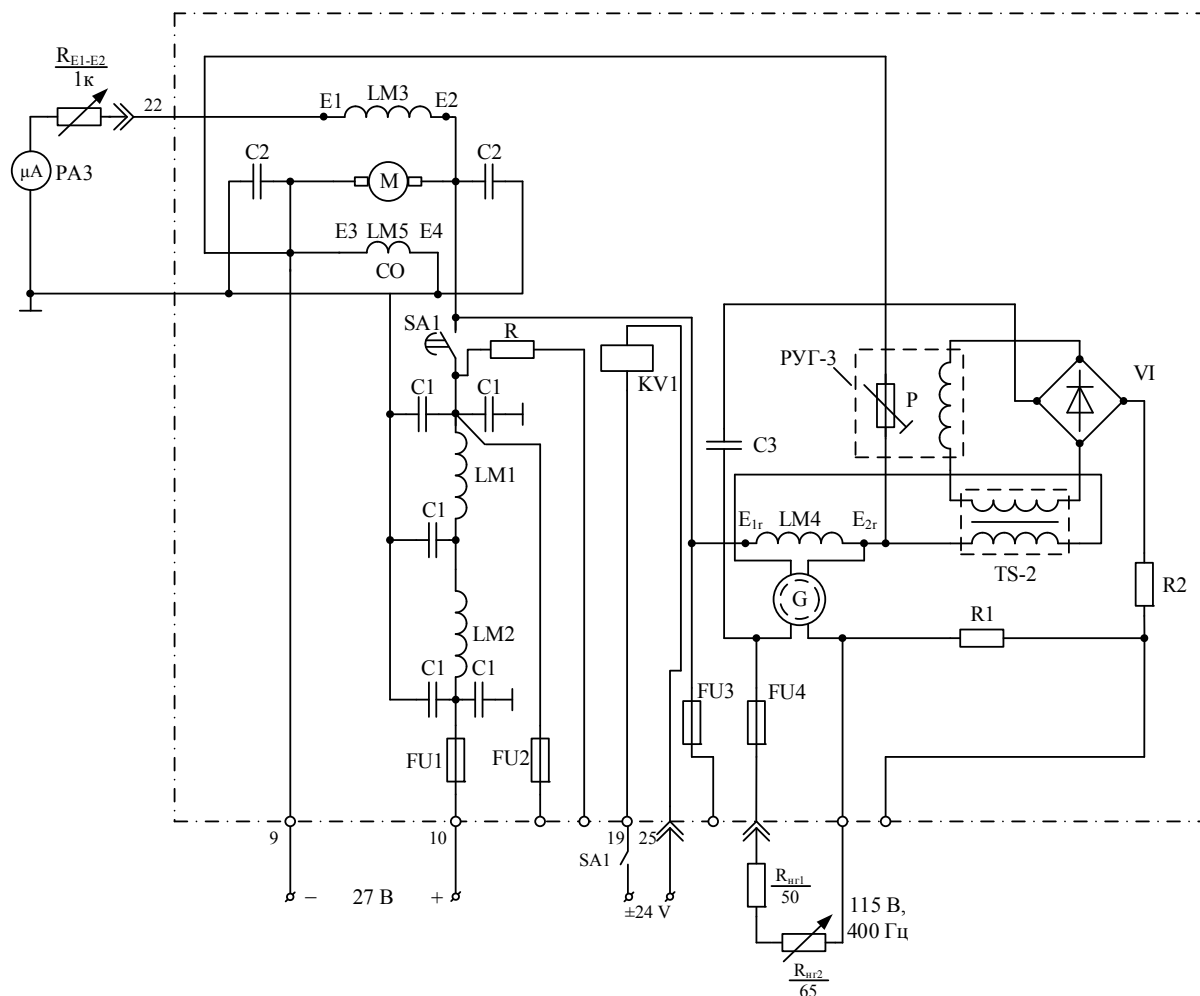 R_E1-E2
1к
22
E1 LM3 E2
C2
C2
μA
PA3
M
E3 LM5 E4
CO
SA1
R
KV1
РУГ-3
P
VI
C1
C1
C3
LM1
C1
E1г LM4 E2г
TS-2
G
R2
LM2
R1
C1
C1
FU3
FU4
FU1
FU2
9
10
19
25
SA1
– 27 В +
±24 V
Rнг1
50
115 В,
400 Гц
Rнг2
65